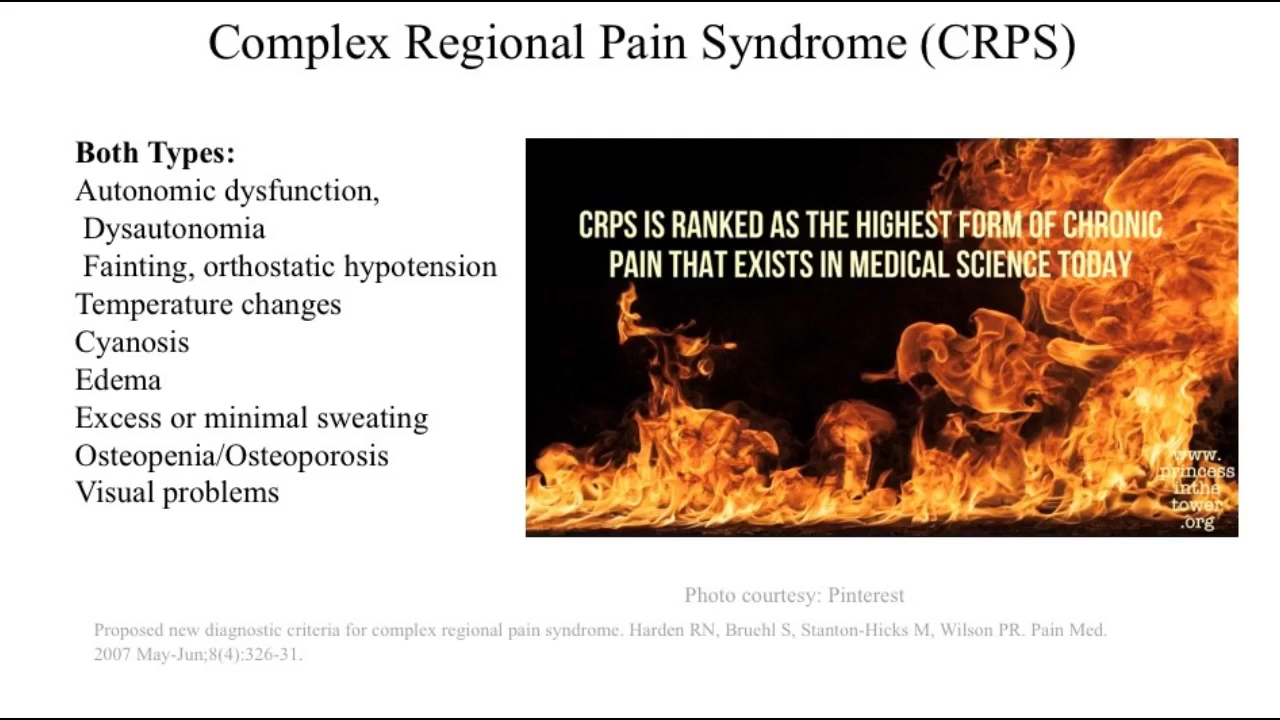 Complex Regional Pain Syndrome (CRPS)
Both Types:
Autonomic dysfunction,
Dysautonomia
Fainting, orthostatic hypotension
Temperature changes
Cyanosis
Edema
Excess or minimal sweating
Osteopenia/Osteoporosis
Visual problems
CRPS IS RANKED AS THE HIGHEST FORM OF CHRONIC
PAIN THAT EXISTS IN MEDICAL SCIENCE TODAY
www.
princess
inthe
tower
.org
Photo courtesy: Pinterest
Proposed new diagnostic criteria for complex regional pain syndrome. Harden RN, Bruehl S, Stanton-Hicks M, Wilson PR. Pain Med.
2007 May-Jun;8(4):326-31.